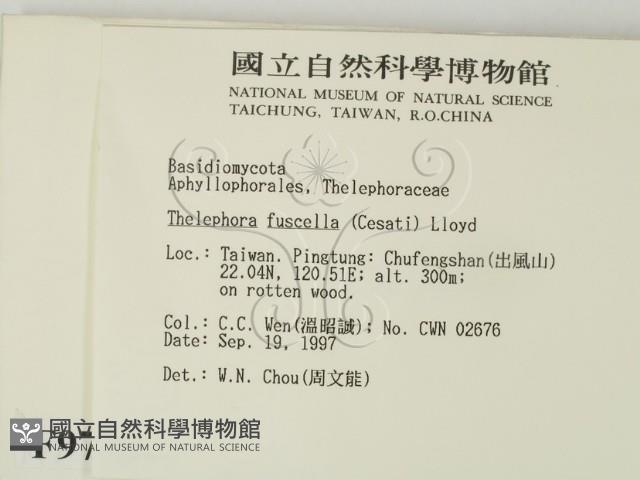 國立自然科學博物館
NATIONAL MUSEUM OF NATURAL SCIENCE
TAICHUNG, TAIWAN, R.O.CHINA
Basidiomycota
Aphyllophorales, Thelephoraceae
Thelephora fuscella (Cesati) Lloyd
Loc.: Taiwan. Pingtung: Chufengshan(出風山)
22.04N, 120.51E; alt. 300m;
on rotten wood.
Col.: C.C. Wen(溫昭誠); No. CWN 02676
Date: Sep. 19, 1997
Det.: W.N. Chou(周文能)
國立自然科學博物館
NATIONAL MUSEUM OF NATURAL SCIENCE